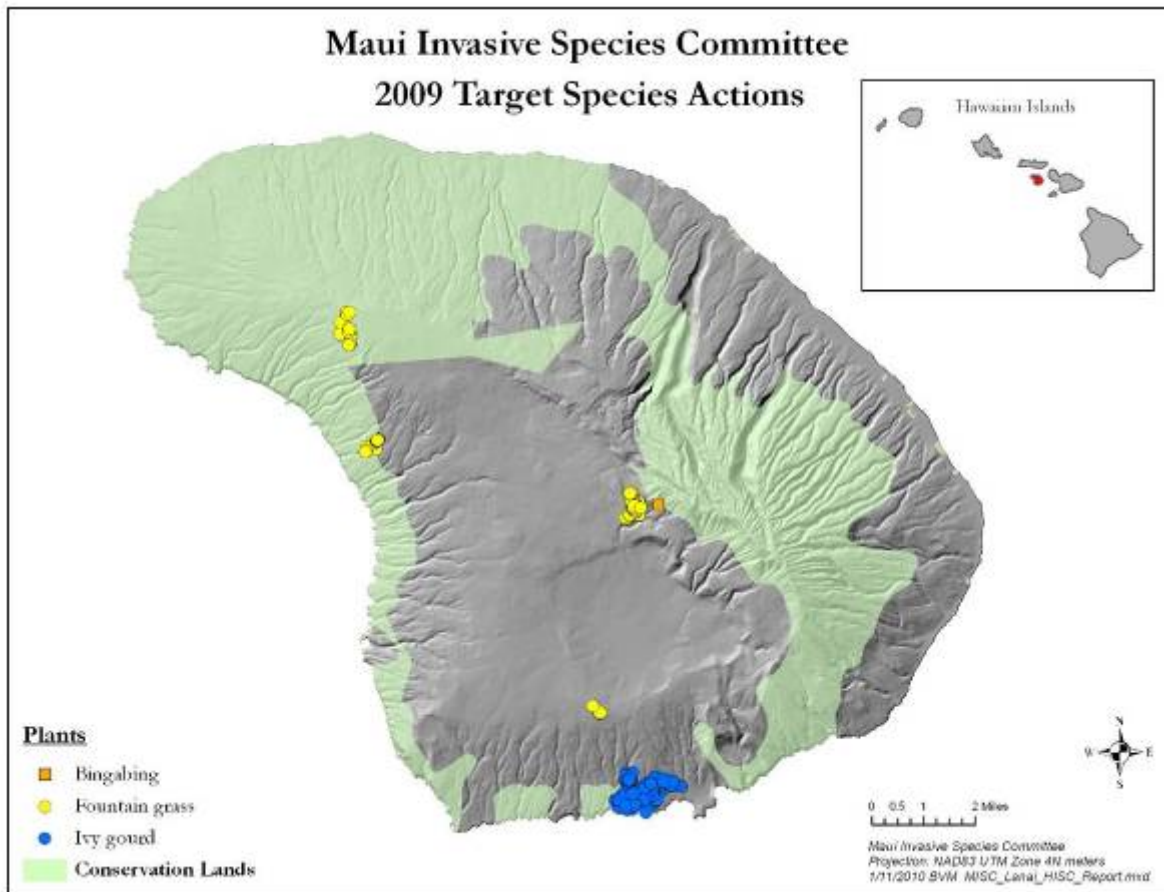 Maui Invasive Species Committee
2009 Target Species Actions
Hawaiian Islands
Plants
Bingabing
Fountain grass
Ivy gourd
Conservation Lands
N
W E
S
0 0.5 1 2 Miles
Maui Invasive Species Committee
Projection: NAD83 UTM Zone 4N meters
1/11/2010 BVM MISC_Lanai_HISC_Report.mxd